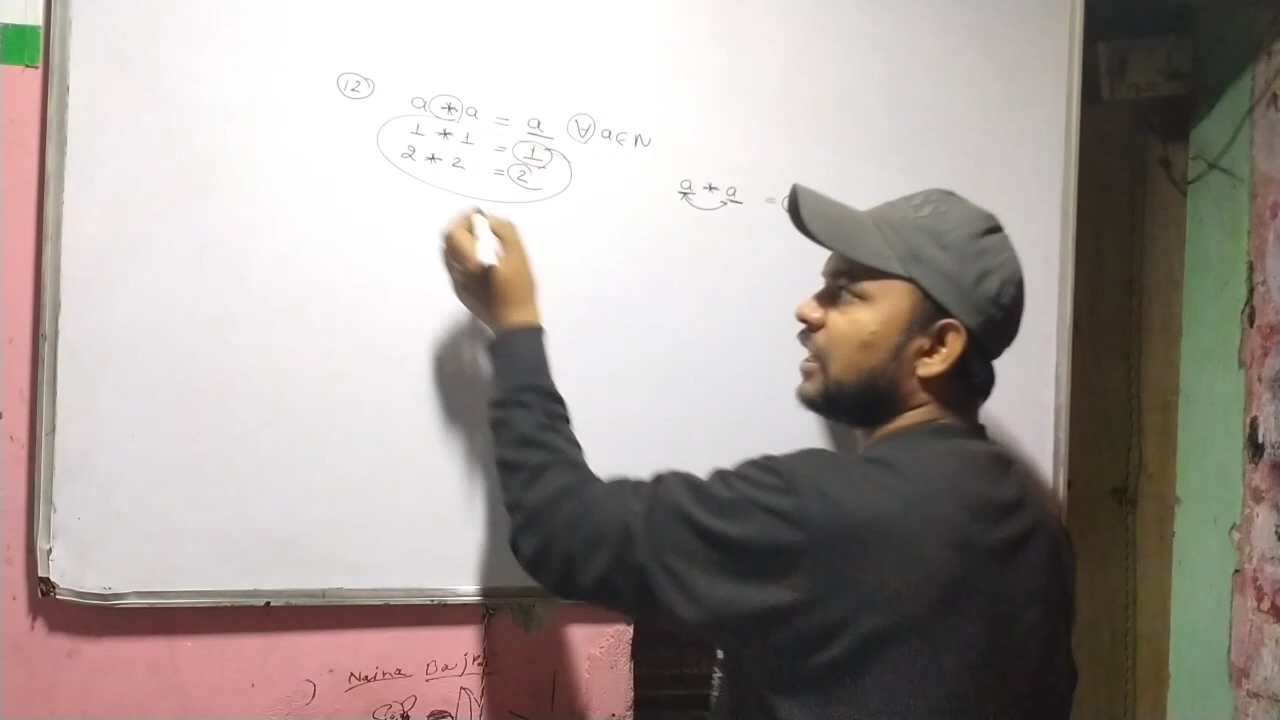 12
a * a = a ∀ a ∈ N
1 * 1 = 1
2 * 2 = 2
a * a =
Naina